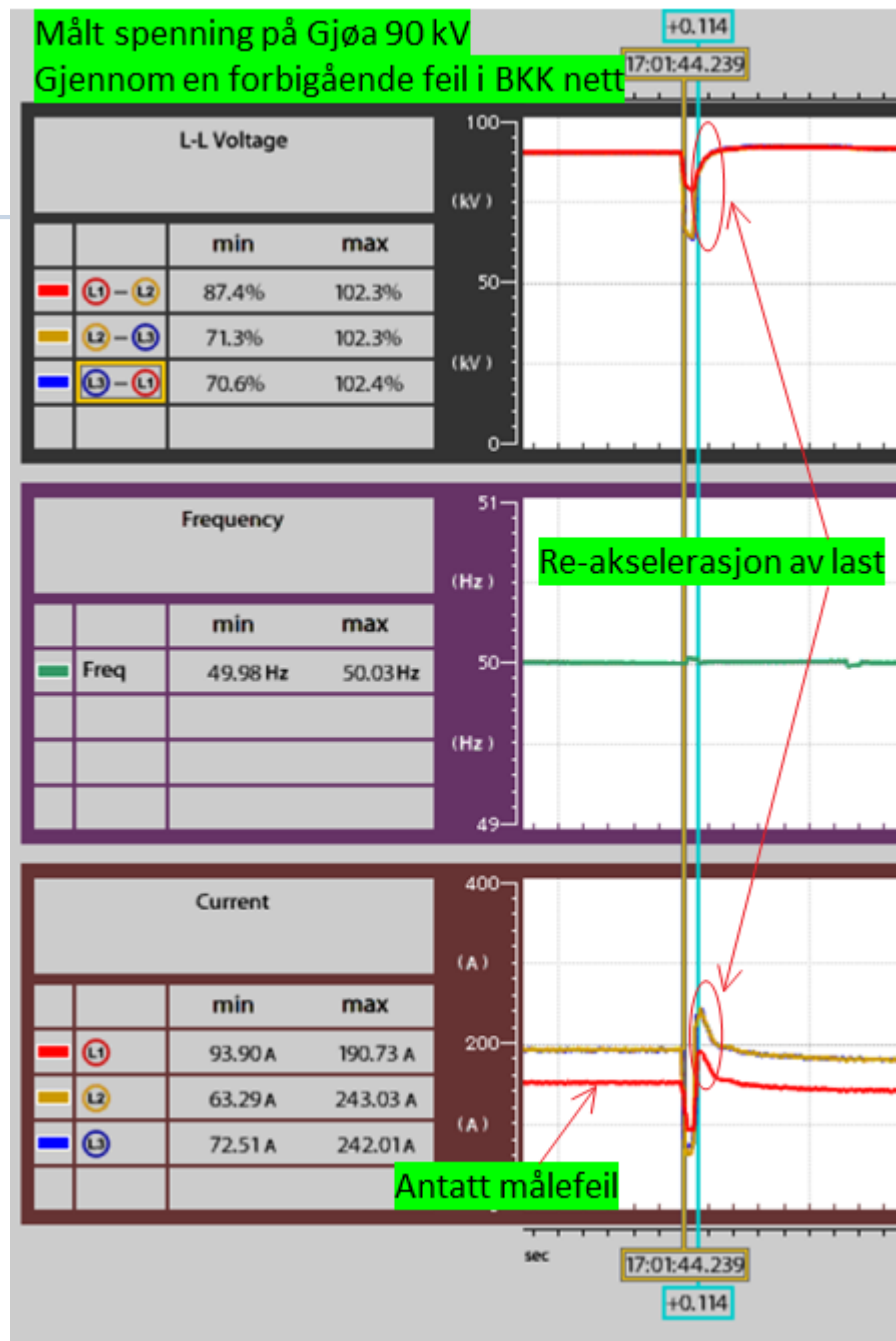 Målt spenning på Gjøa 90 kV
Gjennom en forbigående feil i BKK nett
+0.114
17:01:44.239
L-L Voltage
min max
L1 – L2 87.4% 102.3%
L2 – L3 71.3% 102.3%
L3 – L1 70.6% 102.4%
100
(kV)
50
(kV)
0
Frequency
min max
Freq 49.98 Hz 50.03 Hz
51
(Hz)
50
(Hz)
49
Re-akselerasjon av last
Current
min max
L1 93.90 A 190.73 A
L2 63.29 A 243.03 A
L3 72.51 A 242.01 A
400
(A)
200
(A)
Antatt målefeil
sec
17:01:44.239
+0.114